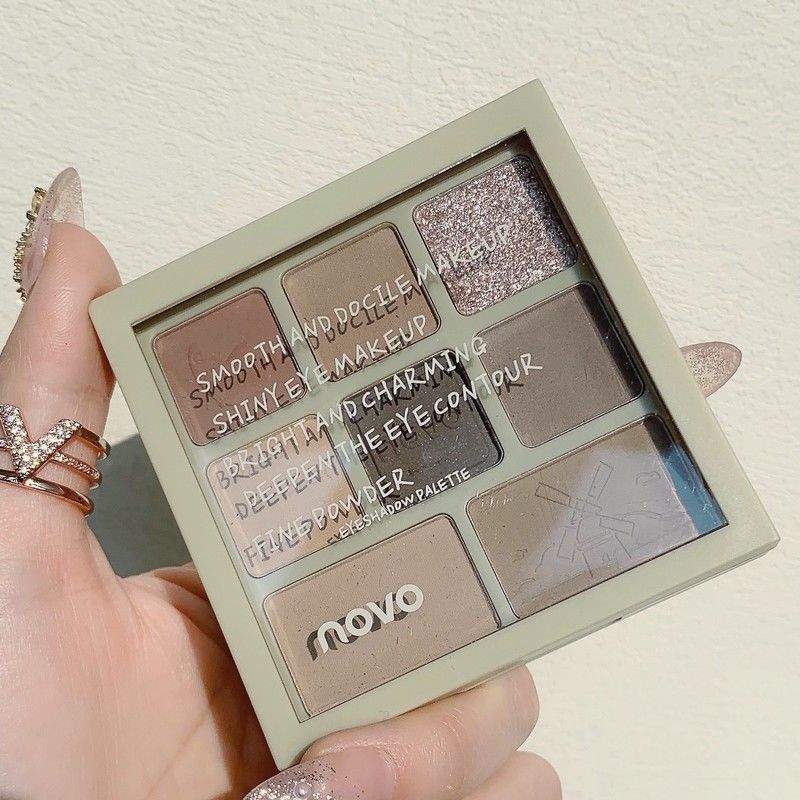 SMOOTH AND DOCILE MAKEUP
SHINY EYE MAKEUP
BRIGHT AND CHARMING
DEEPEN THE EYE CONTOUR
FINE POWDER
EYESHADOW PALETTE
novo